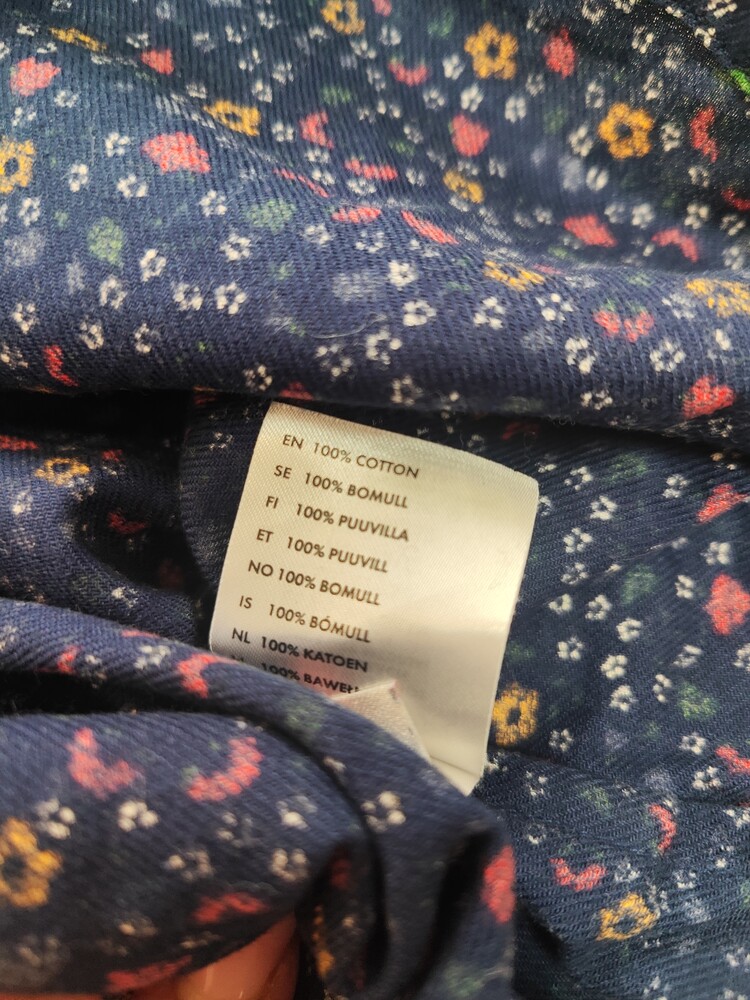 EN 100% COTTON
SE 100% BOMULL
FI 100% PUUVILLA
ET 100% PUUVILL
NO 100% BOMULL
IS 100% BÓMULL
NL 100% KATOEN
100%